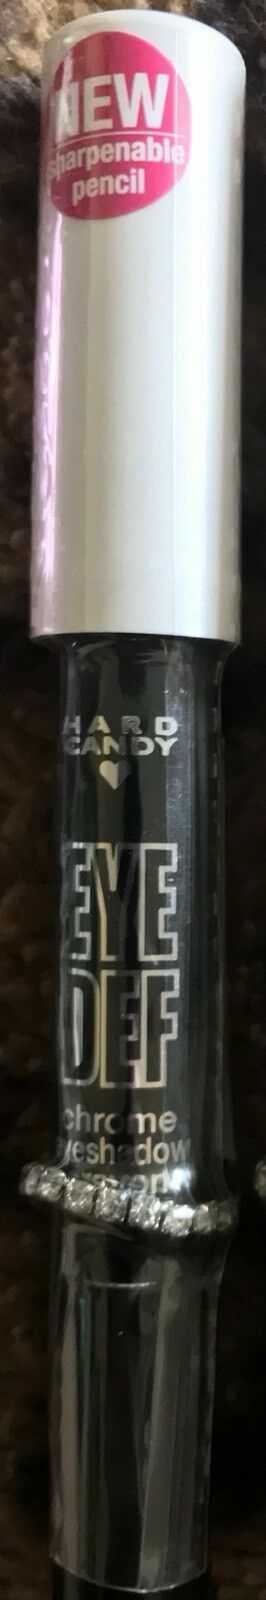 NEW
sharpenable
pencil
HARD
CANDY
EYE
DEF
chrome
eyeshadow